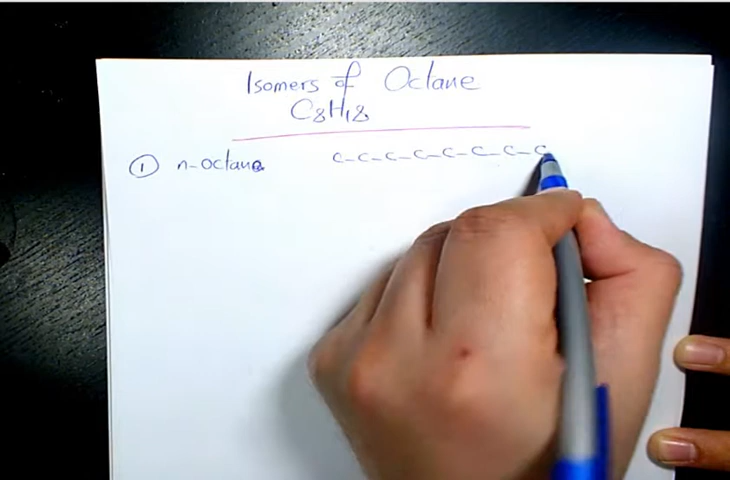 Isomers of Octane
C₈H₁₈
① n-octane C-C-C-C-C-C-C-C